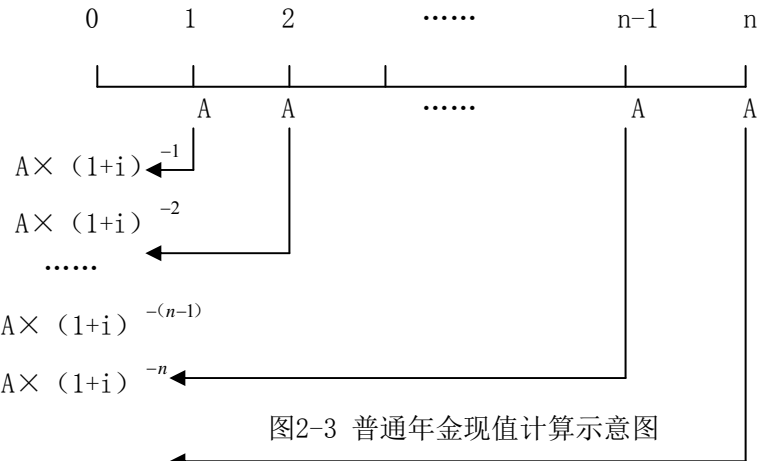 0 1 2 …… n-1 n
A A …… A A
A×（1+i）-1
A×（1+i）-2
……
A×（1+i）-(n-1)
A×（1+i）-n
图2-3 普通年金现值计算示意图